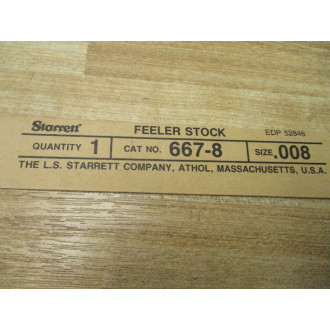 Starrett FEELER STOCK EDP 52846
QUANTITY 1 CAT NO. 667-8 SIZE .008
THE L.S. STARRETT COMPANY, ATHOL, MASSACHUSETTS, U.S.A.